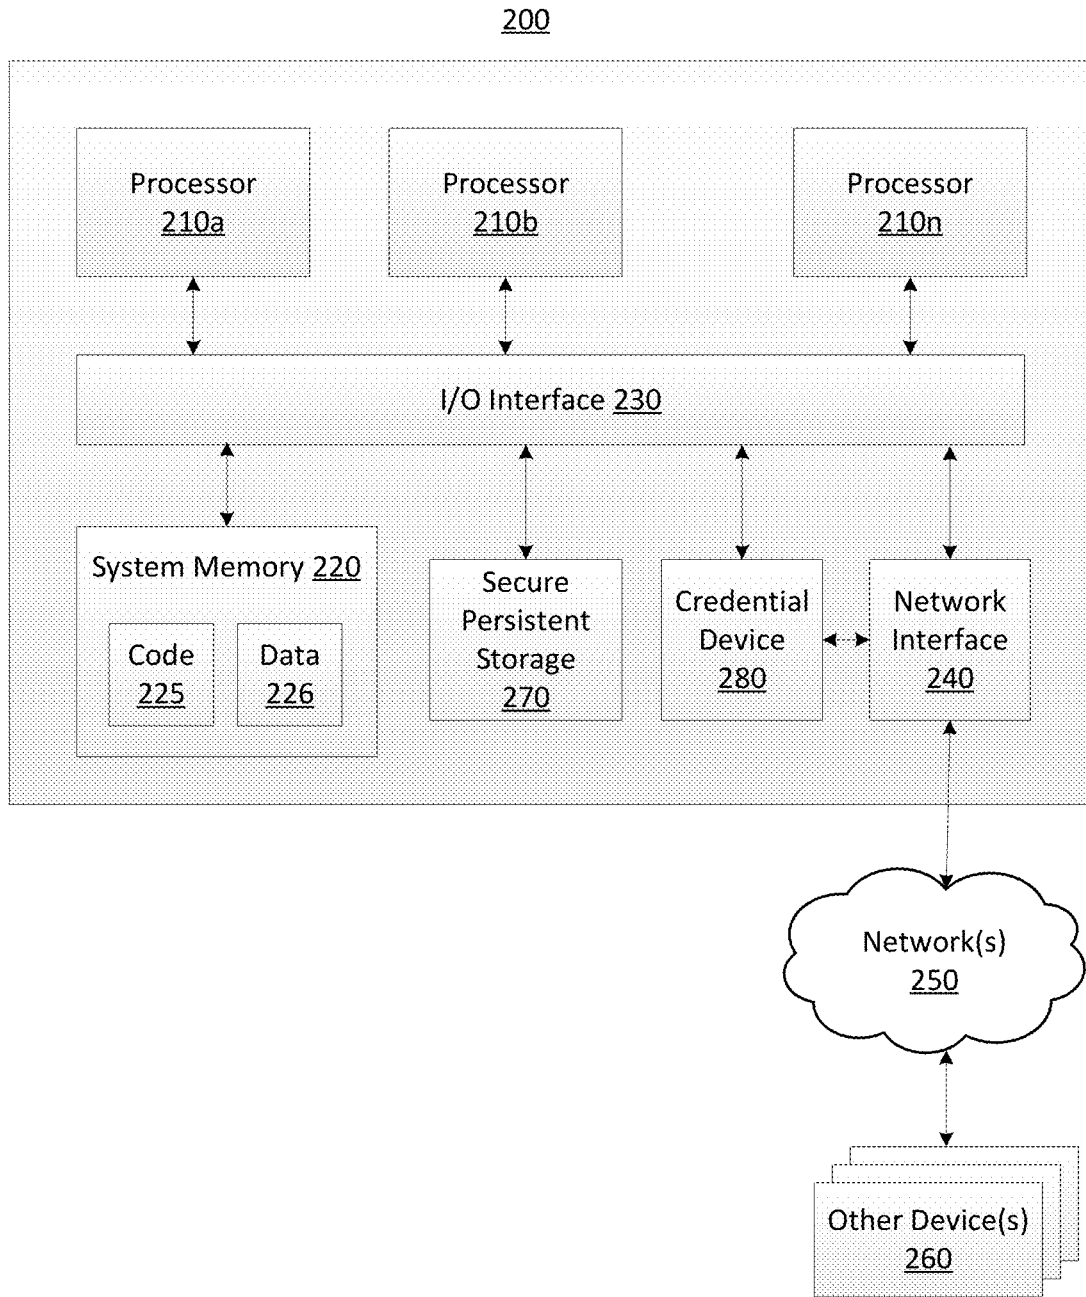 200
Processor
210a
Processor
210b
Processor
210n
I/O Interface 230
System Memory 220
Code
225
Data
226
Secure
Persistent
Storage
270
Credential
Device
280
Network
Interface
240
Network(s)
250
Other Device(s)
260